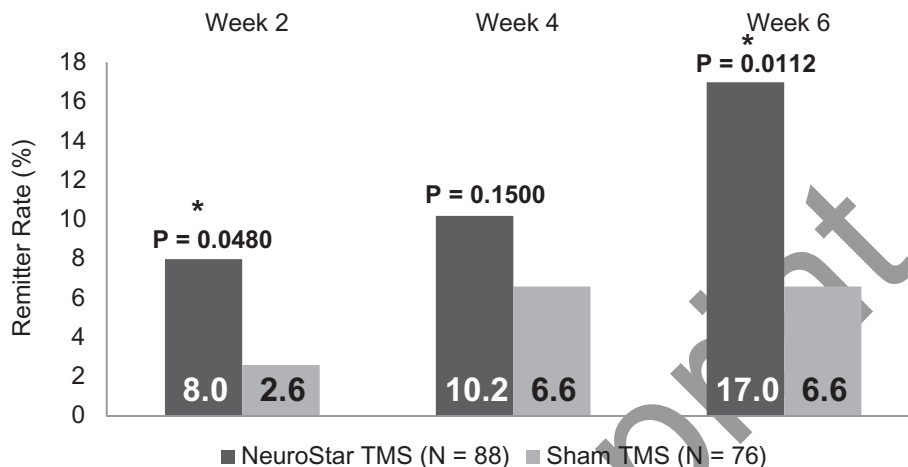 Week 2 Week 4 Week 6
*
P = 0.0112
*
P = 0.0480
P = 0.1500
Remitter Rate (%)
18
16
14
12
10
8
6
4
2
0
8.0 2.6 10.2 6.6 17.0 6.6
NeuroStar TMS (N = 88) Sham TMS (N = 76)
print